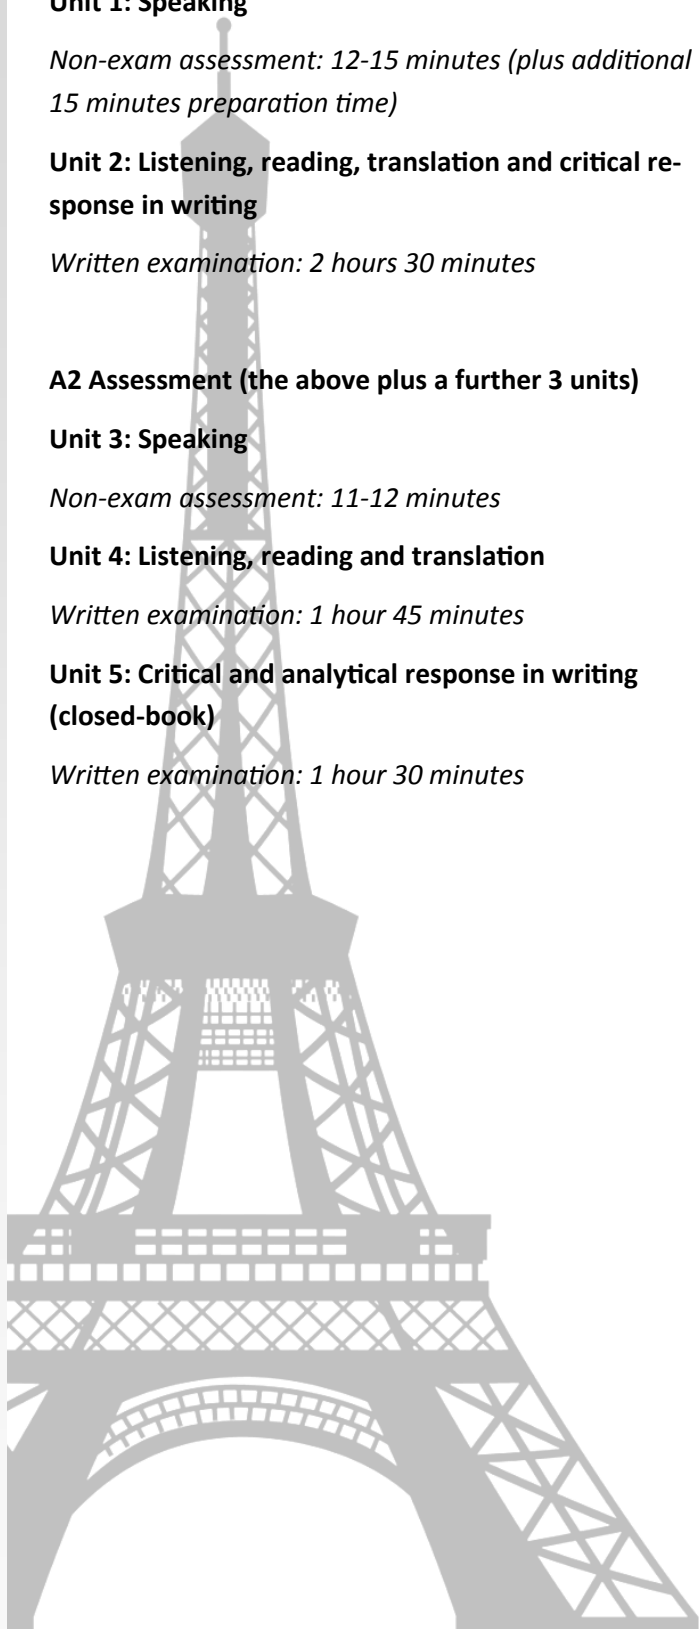 Unit 1: Speaking
Non-exam assessment: 12-15 minutes (plus additional
15 minutes preparation time)
Unit 2: Listening, reading, translation and critical re-
sponse in writing
Written examination: 2 hours 30 minutes
A2 Assessment (the above plus a further 3 units)
Unit 3: Speaking
Non-exam assessment: 11-12 minutes
Unit 4: Listening, reading and translation
Written examination: 1 hour 45 minutes
Unit 5: Critical and analytical response in writing
(closed-book)
Written examination: 1 hour 30 minutes